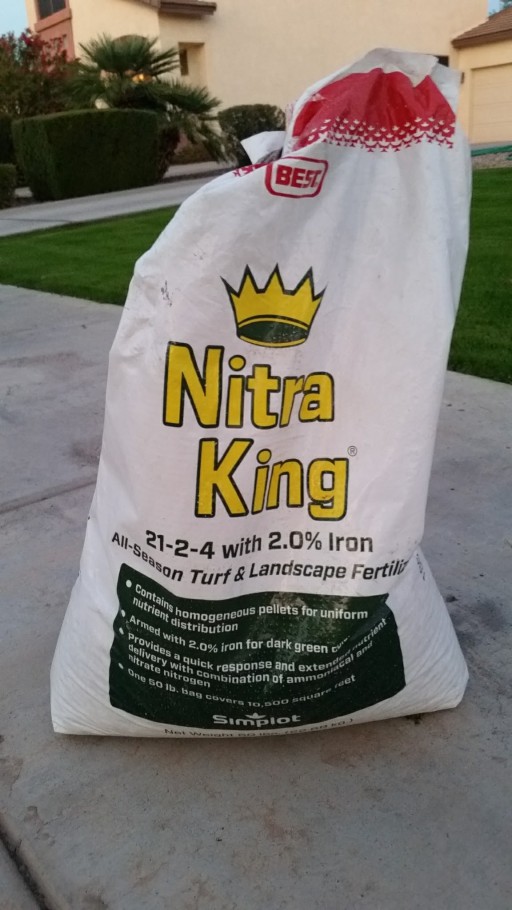 BEST
Nitra
King®
21-2-4 with 2.0% Iron
All-Season Turf & Landscape
• Contains homogeneous pellets for uniform
nutrient distribution
• Armed with 2.0% iron for dark green
• Provides a quick response and extended nutrient
delivery with combination of ammoniacal and
nitrate nitrogen
• One 50 lb. bag covers 10,500 square feet
Simplot
Net Weight